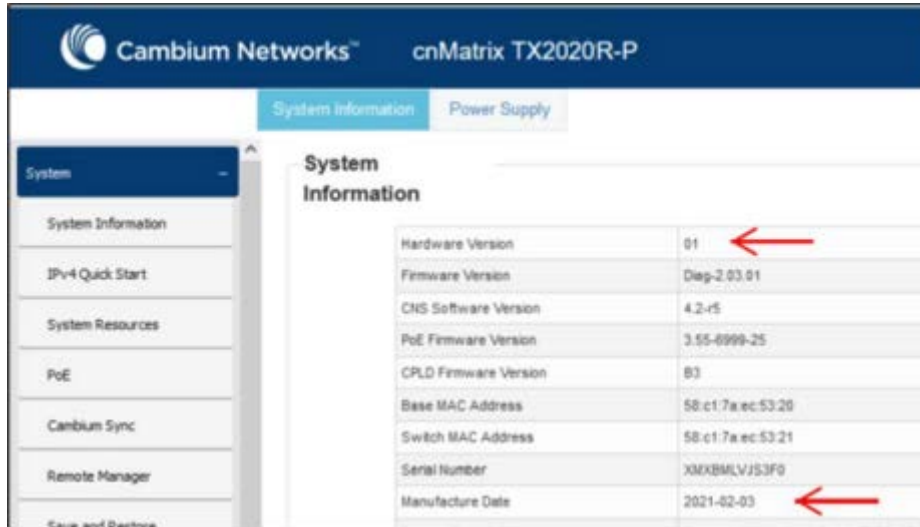 Cambium Networks™ cnMatrix TX2020R-P
System Information Power Supply
System –
System Information
IPv4 Quick Start
System Resources
PoE
Cambium Sync
Remote Manager
Save and Restore
System
Information
Hardware Version 01
Firmware Version Diag-2.03.01
CNS Software Version 4.2-r5
PoE Firmware Version 3.55-6999-25
CPLD Firmware Version B3
Base MAC Address 58:c1:7a:ec:53:20
Switch MAC Address 58:c1:7a:ec:53:21
Serial Number XMXBMLVJS3F0
Manufacture Date 2021-02-03